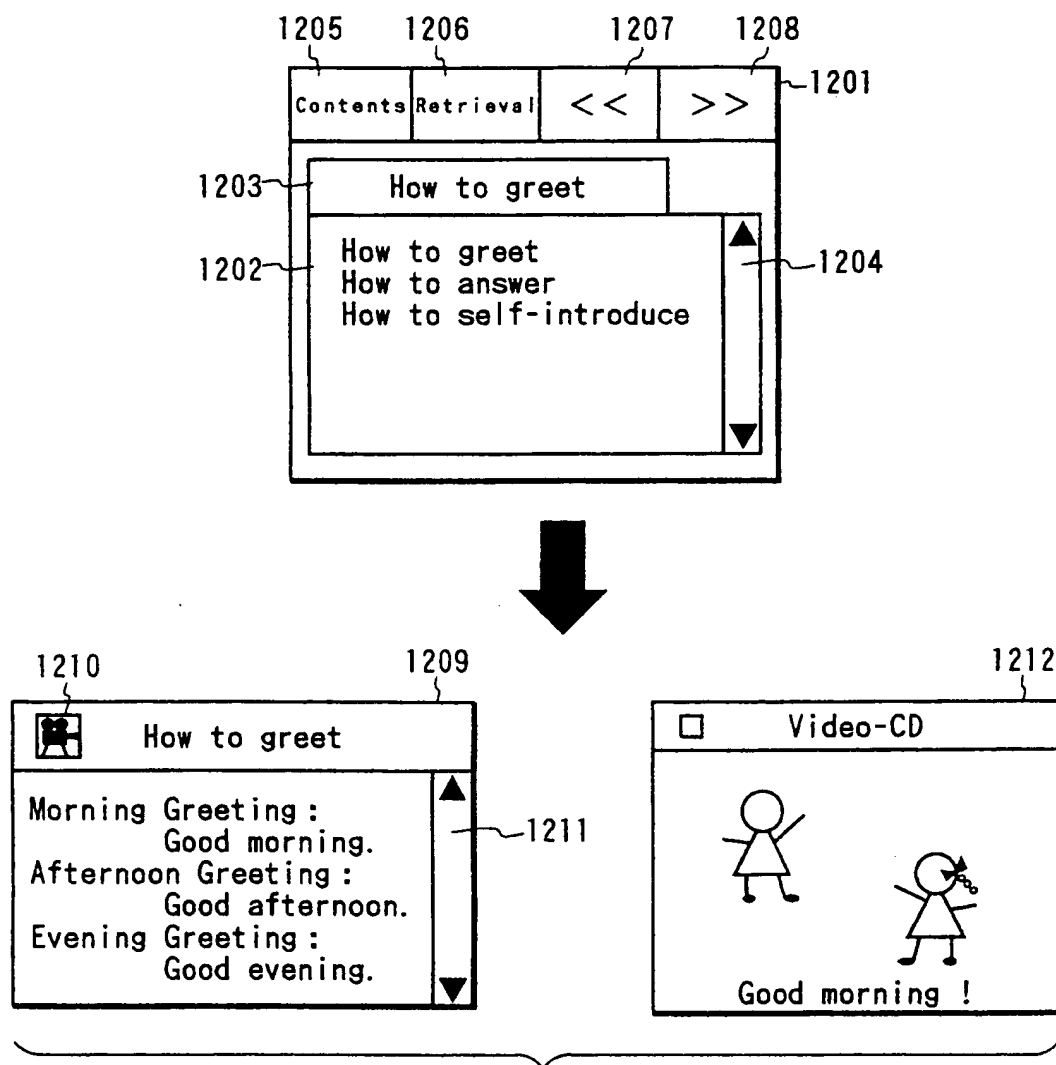 1205 1206 1207 1208
1201
Contents Retrieval << >>
1203 How to greet
1202 How to greet
1204
How to answer
How to self-introduce
1210 1209 1212
How to greet
Video-CD
Morning Greeting:
Good morning.
1211
Afternoon Greeting:
Good afternoon.
Evening Greeting:
Good evening.
Good morning !